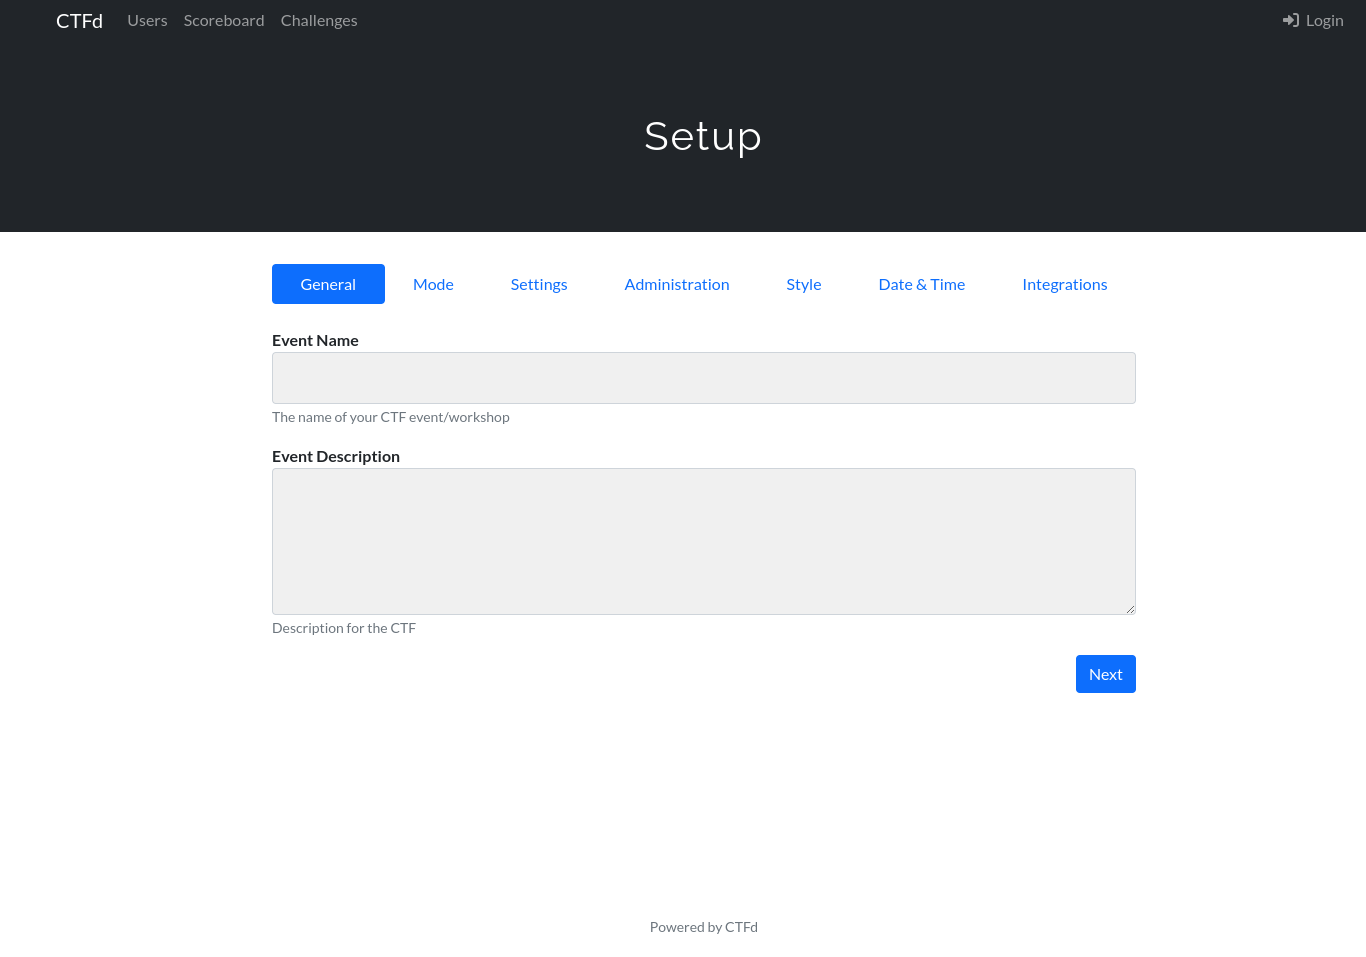 CTFd Users Scoreboard Challenges Login
Setup
General Mode Settings Administration Style Date & Time Integrations
Event Name
The name of your CTF event/workshop
Event Description
Description for the CTF
Next
Powered by CTFd